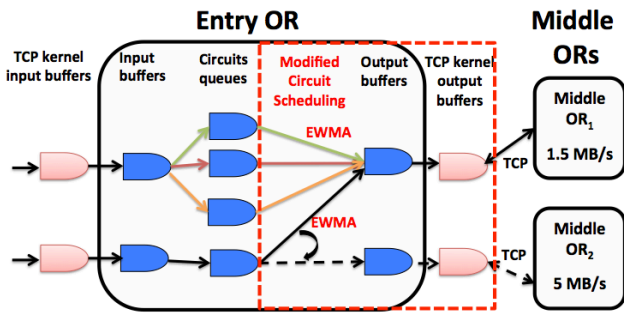 Entry OR
Middle
ORs
TCP kernel
input buffers
Input
buffers
Circuits
queues
Modified
Circuit
Scheduling
Output
buffers
TCP kernel
output
buffers
EWMA
EWMA
TCP
TCP
Middle
OR1
1.5 MB/s
Middle
OR2
5 MB/s